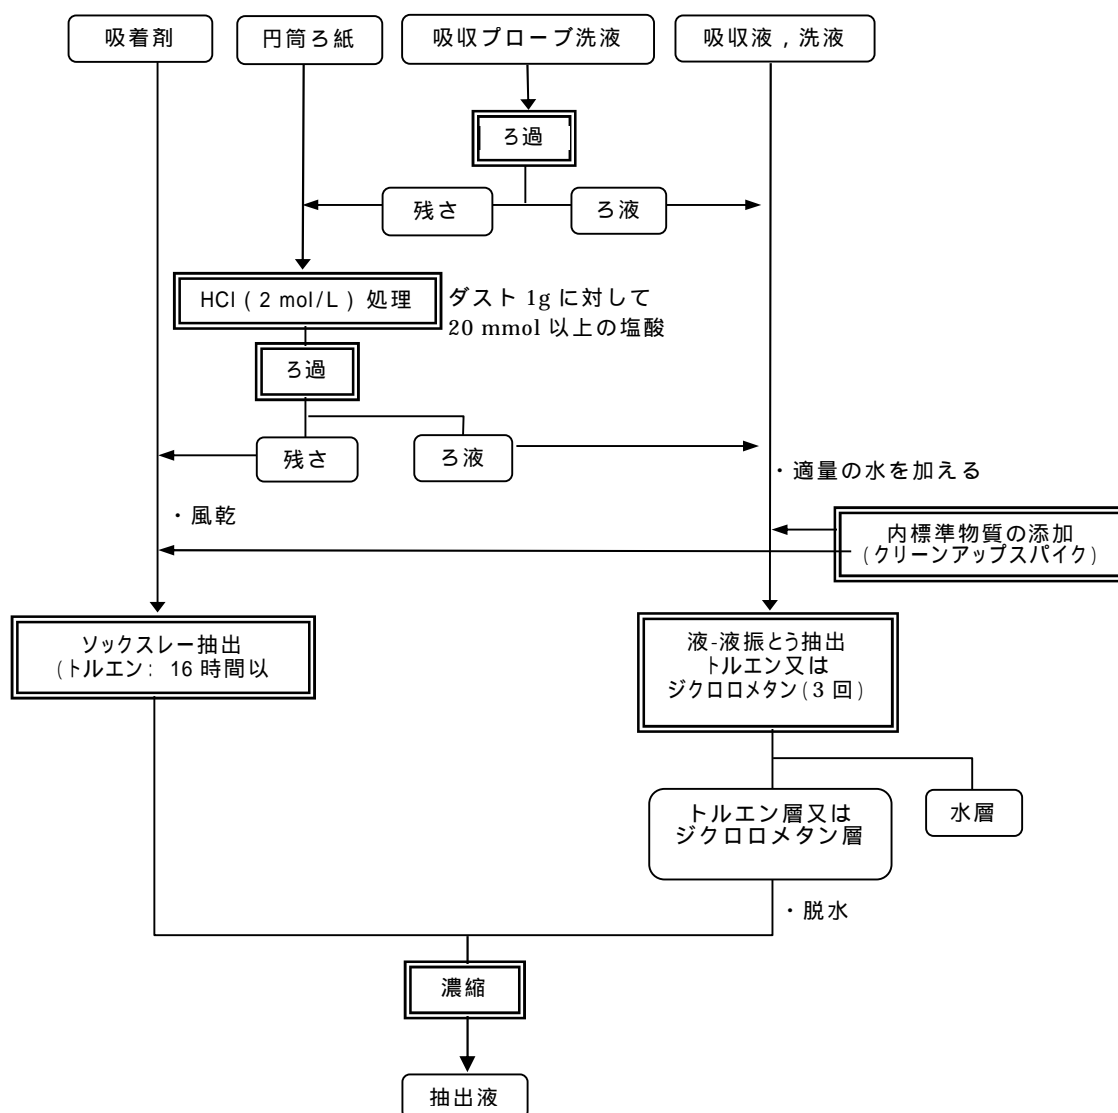 吸着剤
円筒ろ紙
吸収プローブ洗液
吸収液，洗液
ろ過
残さ
ろ液
HCl（2 mol/L）処理
ダスト 1g に対して
20 mmol 以上の塩酸
ろ過
残さ
ろ液
・適量の水を加える
・風乾
内標準物質の添加
(クリーンアップスパイク)
ソックスレー抽出
(トルエン: 16 時間以
液-液振とう抽出
トルエン又は
ジクロロメタン(3 回)
トルエン層又は
ジクロロメタン層
水層
・脱水
濃縮
抽出液